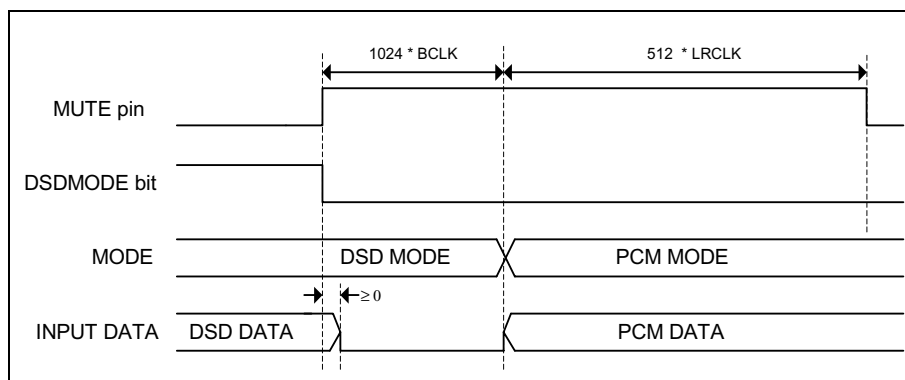 1024 * BCLK
512 * LRCLK
MUTE pin
DSDMODE bit
MODE
DSD MODE
PCM MODE
≥ 0
INPUT DATA
DSD DATA
PCM DATA